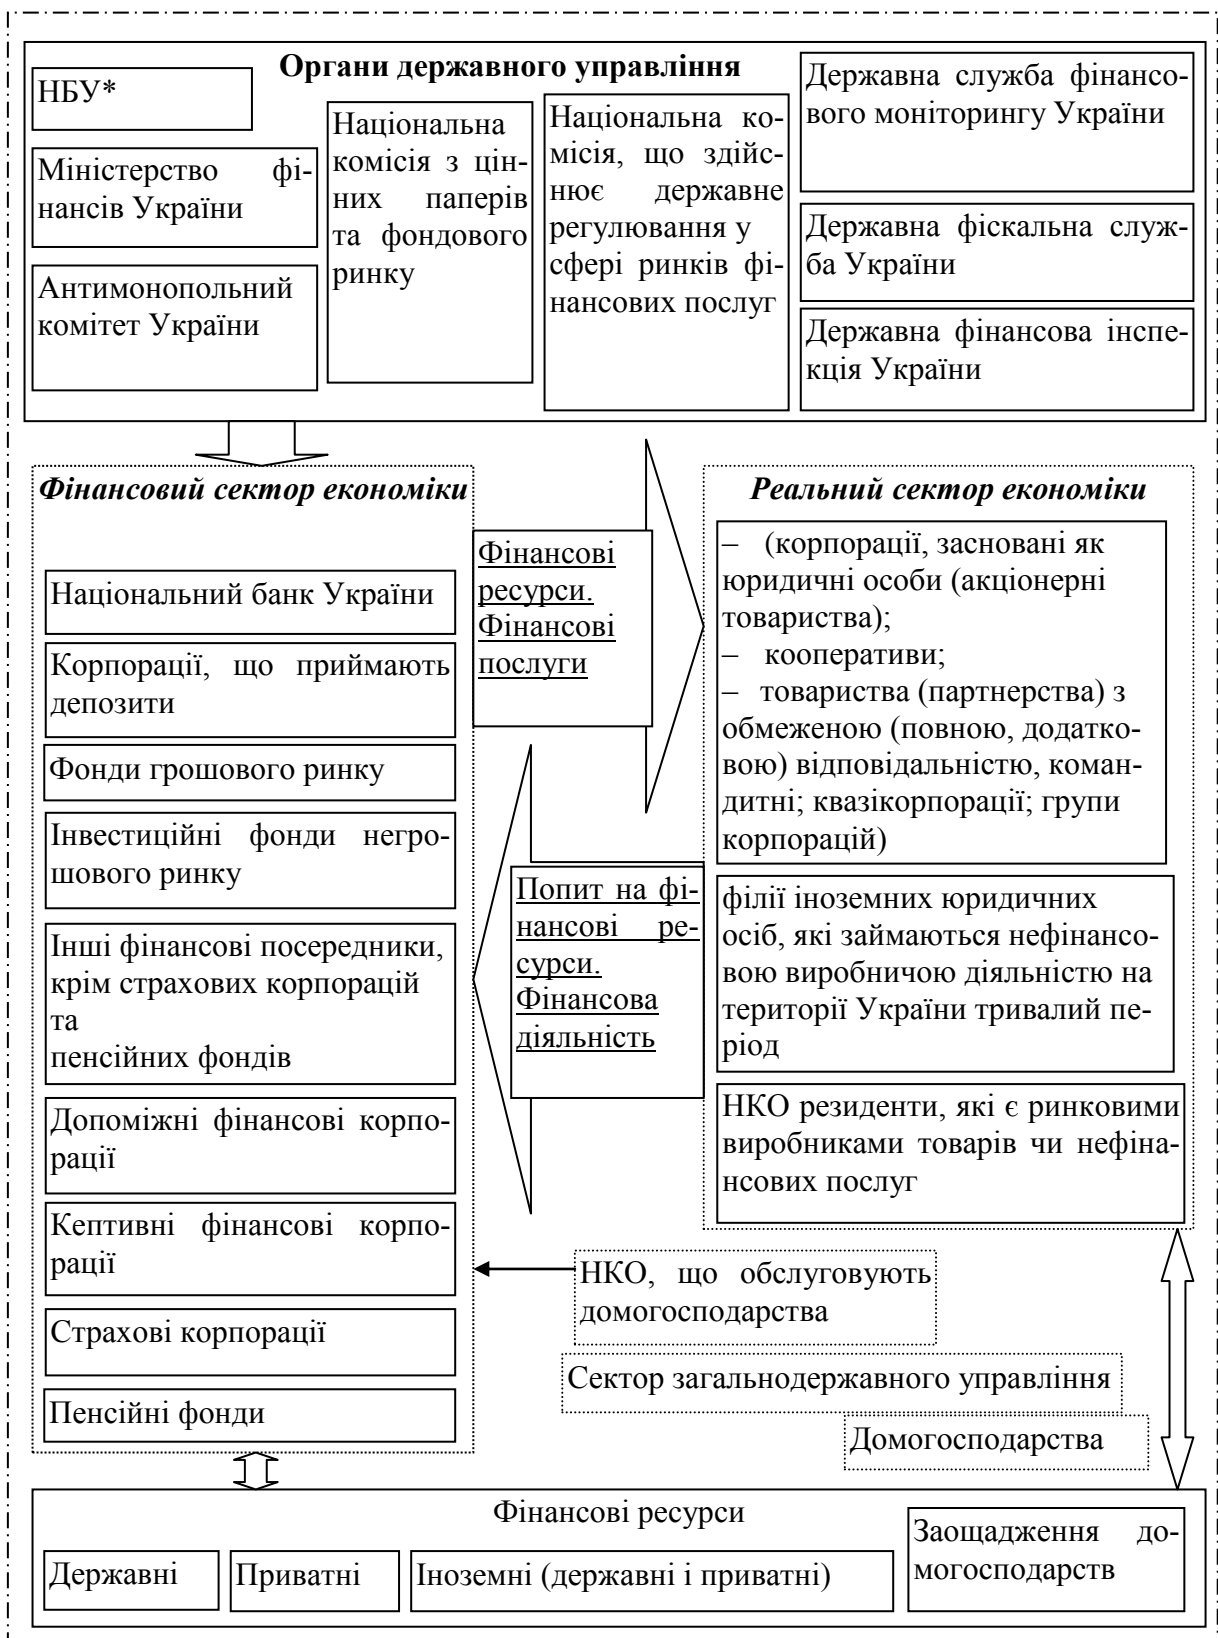 Органи державного управління
НБУ*
Міністерство фі-
нансів України
Антимонопольний
комітет України
Національна
комісія з цін-
них паперів
та фондового
ринку
Національна ко-
місія, що здійс-
нює державне
регулювання у
сфері ринків фі-
нансових послуг
Державна служба фінансо-
вого моніторингу України
Державна фіскальна служ-
ба України
Державна фінансова інспе-
кція України
Фінансовий сектор економіки
Національний банк України
Корпорації, що приймають
депозити
Фонди грошового ринку
Інвестиційні фонди негро-
шового ринку
Інші фінансові посередники,
крім страхових корпорацій
та
пенсійних фондів
Допоміжні фінансові корпо-
рації
Кептивні фінансові корпо-
рації
Страхові корпорації
Пенсійні фонди
Фінансові
ресурси.
Фінансові
послуги
Попит на фі-
нансові ре-
сурси.
Фінансова
діяльність
Реальний сектор економіки
– (корпорації, засновані як
юридичні особи (акціонерні
товариства);
– кооперативи;
– товариства (партнерства) з
обмеженою (повною, додатко-
вою) відповідальністю, коман-
дитні; квазікорпорації; групи
корпорацій)
філії іноземних юридичних
осіб, які займаються нефінансо-
вою виробничою діяльністю на
території України тривалий пе-
ріод
НКО резиденти, які є ринковими
виробниками товарів чи нефіна-
нсових послуг
НКО, що обслуговують
домогосподарства
Сектор загальнодержавного управління
Домогосподарства
Фінансові ресурси
Державні
Приватні
Іноземні (державні і приватні)
Заощадження до-
могосподарств